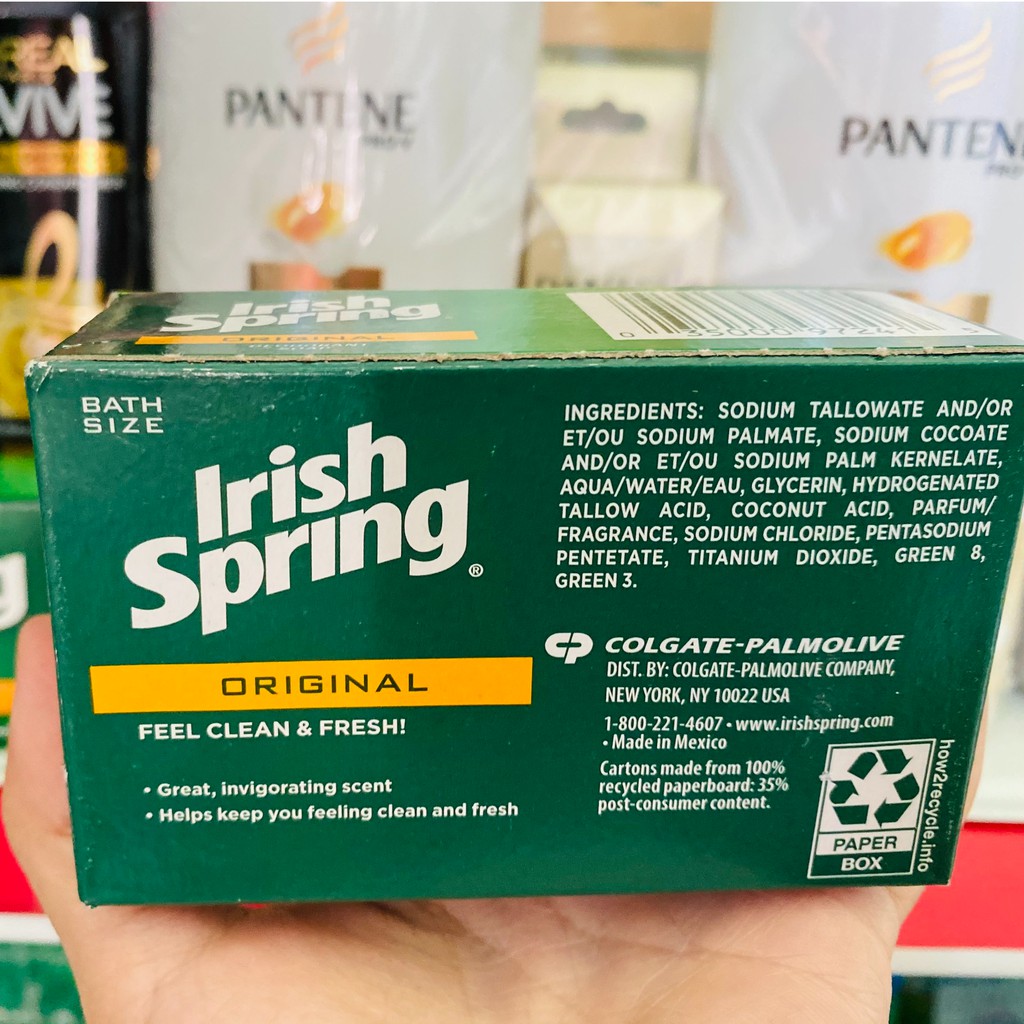 PANTENE
PANTENE
Irish
Spring
ORIGINAL
BATH
SIZE
Irish
Spring®
ORIGINAL
FEEL CLEAN & FRESH!
• Great, invigorating scent
• Helps keep you feeling clean and fresh
INGREDIENTS: SODIUM TALLOWATE AND/OR
ET/OU SODIUM PALMATE, SODIUM COCOATE
AND/OR ET/OU SODIUM PALM KERNELATE,
AQUA/WATER/EAU, GLYCERIN, HYDROGENATED
TALLOW ACID, COCONUT ACID, PARFUM/
FRAGRANCE, SODIUM CHLORIDE, PENTASODIUM
PENTETATE, TITANIUM DIOXIDE, GREEN 8,
GREEN 3.
CP COLGATE-PALMOLIVE
DIST. BY: COLGATE-PALMOLIVE COMPANY,
NEW YORK, NY 10022 USA
1-800-221-4607 • www.irishspring.com
• Made in Mexico
Cartons made from 100%
recycled paperboard: 35%
post-consumer content.
PAPER
BOX
how2recycle.info